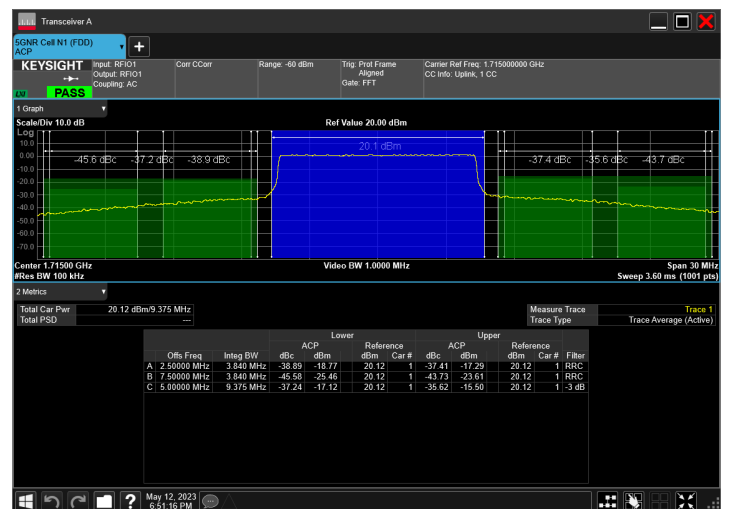 Transceiver A
5GNR Cell N1 (FDD)
ACP
KEYSIGHT
LXI
PASS
Input: RFIO1
Output: RFIO1
Coupling: AC
Corr CCorr
Range: -60 dBm
Trig: Prot Frame
Aligned
Gate: FFT
Carrier Ref Freq: 1.715000000 GHz
CC Info: Uplink, 1 CC
1 Graph
Scale/Div 10.0 dB
Ref Value 20.00 dBm
Log
10.0
0.00
-10.0
-20.0
-30.0
-40.0
-50.0
-60.0
-70.0
-45.6 dBc
-37.2 dBc
-38.9 dBc
20.1 dBm
-37.4 dBc
-35.6 dBc
-43.7 dBc
Center 1.71500 GHz
#Res BW 100 kHz
Video BW 1.0000 MHz
Span 30 MHz
Sweep 3.60 ms (1001 pts)
2 Metrics
Total Car Pwr 20.12 dBm/9.375 MHz
Total PSD ---
Measure Trace Trace 1
Trace Type Trace Average (Active)
Lower Upper
ACP Reference ACP Reference
Offs Freq Integ BW dBc dBm dBm Car # dBc dBm dBm Car # Filter
A 2.50000 MHz 3.840 MHz -38.89 -18.77 20.12 1 -37.41 -17.29 20.12 1 RRC
B 7.50000 MHz 3.840 MHz -45.58 -25.46 20.12 1 -43.73 -23.61 20.12 1 RRC
C 5.00000 MHz 9.375 MHz -37.24 -17.12 20.12 1 -35.62 -15.50 20.12 1 -3 dB
May 12, 2023
6:51:16 PM